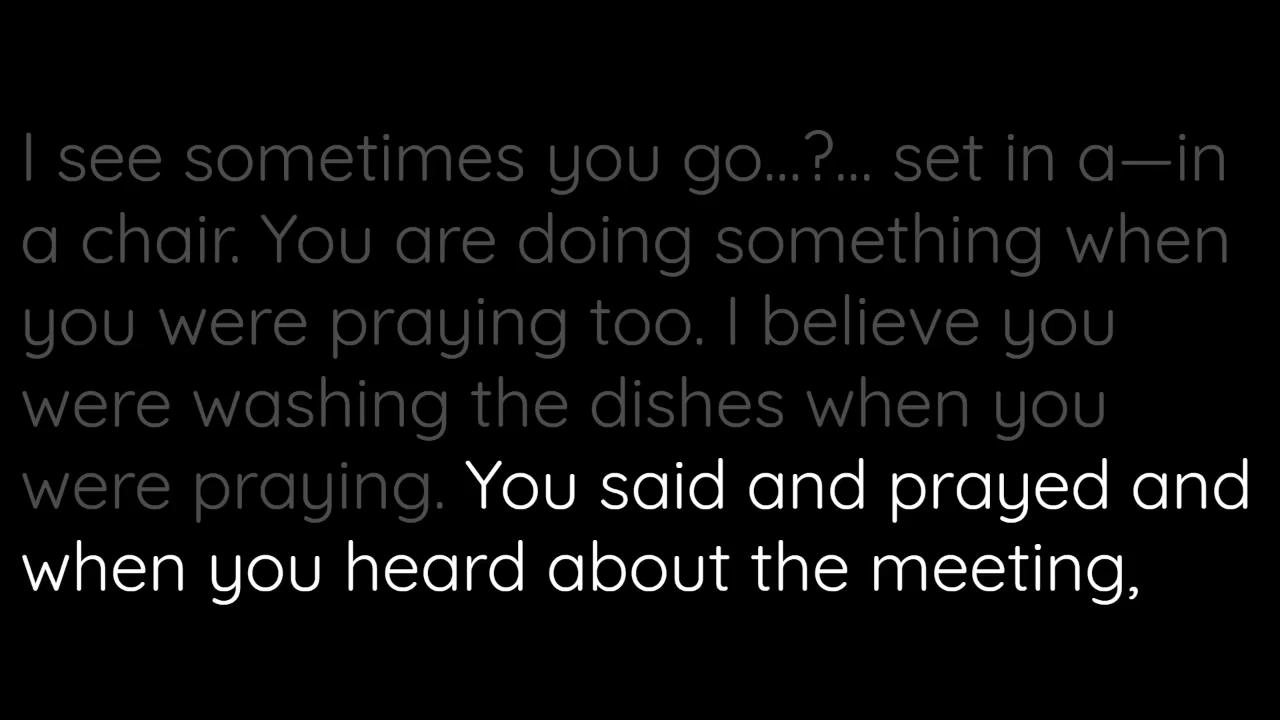 I see sometimes you go...?... set in a—in
a chair. You are doing something when
you were praying too. I believe you
were washing the dishes when you
were praying. You said and prayed and
when you heard about the meeting,